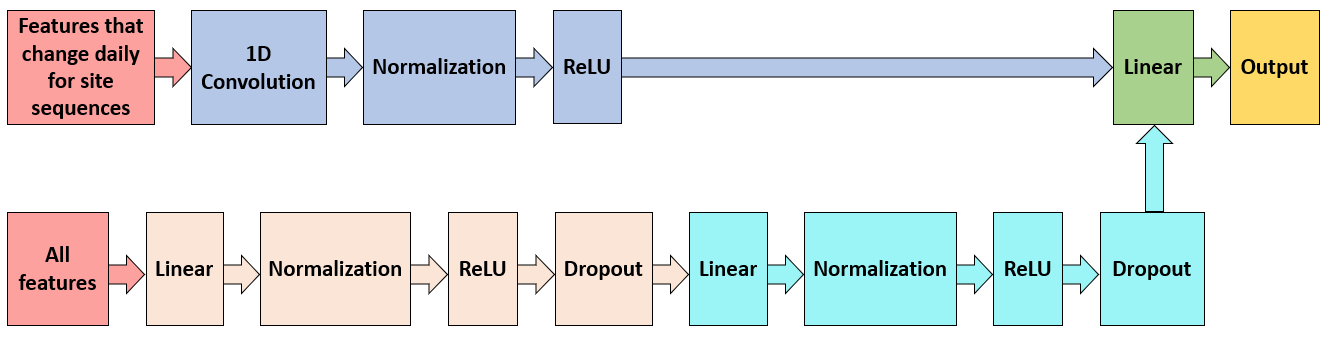 Features that
change daily
for site
sequences
1D
Convolution
Normalization
ReLU
Linear
Output
All
features
Linear
Normalization
ReLU
Dropout
Linear
Normalization
ReLU
Dropout